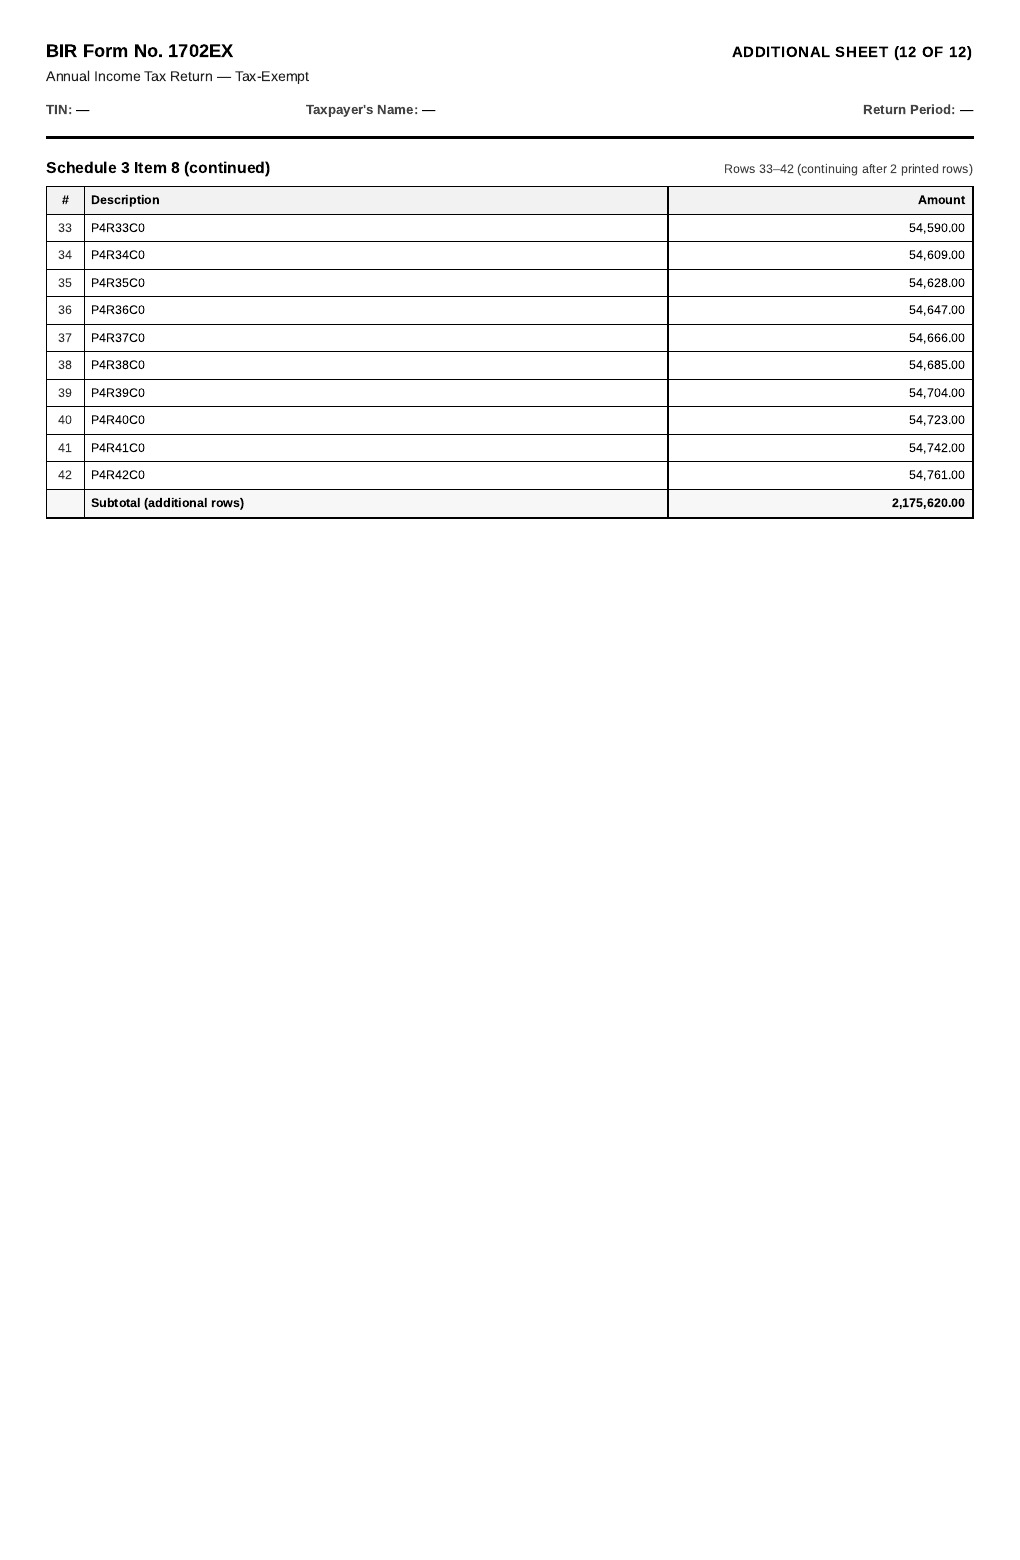 BIR Form No. 1702EX
ADDITIONAL SHEET (12 OF 12)
Annual Income Tax Return — Tax-Exempt
TIN: — Taxpayer's Name: — Return Period: —
Schedule 3 Item 8 (continued)
Rows 33–42 (continuing after 2 printed rows)
# Description Amount
33 P4R33C0 54,590.00
34 P4R34C0 54,609.00
35 P4R35C0 54,628.00
36 P4R36C0 54,647.00
37 P4R37C0 54,666.00
38 P4R38C0 54,685.00
39 P4R39C0 54,704.00
40 P4R40C0 54,723.00
41 P4R41C0 54,742.00
42 P4R42C0 54,761.00
Subtotal (additional rows) 2,175,620.00